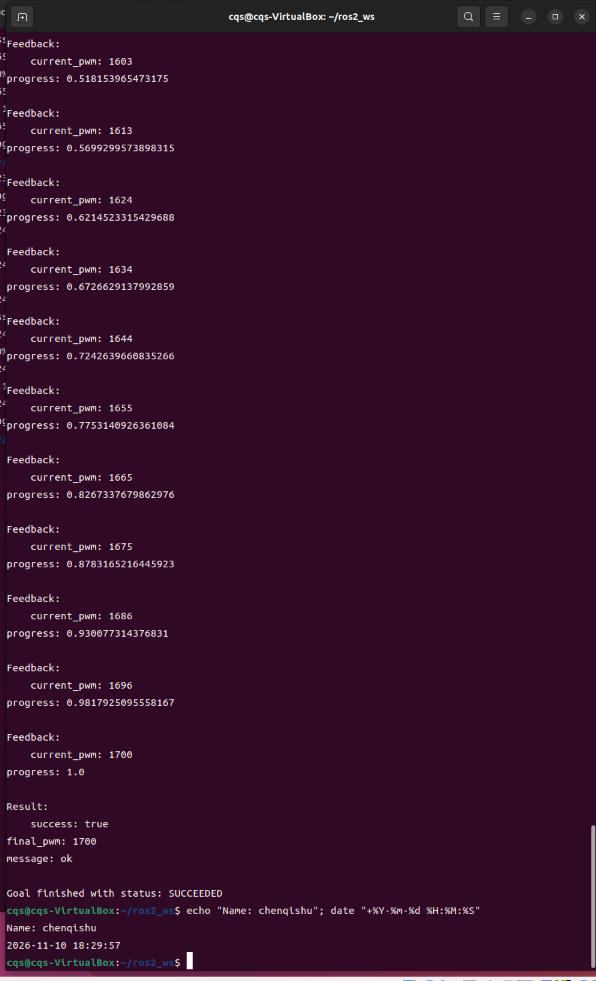 cqs@cqs-VirtualBox: ~/ros2_ws
Feedback:
    current_pwm: 1603
progress: 0.518153965473175

Feedback:
    current_pwm: 1613
progress: 0.5699299573898315

Feedback:
    current_pwm: 1624
progress: 0.6214523315429688

Feedback:
    current_pwm: 1634
progress: 0.6726629137992859

Feedback:
    current_pwm: 1644
progress: 0.7242639660835266

Feedback:
    current_pwm: 1655
progress: 0.7753140926361084

Feedback:
    current_pwm: 1665
progress: 0.8267337679862976

Feedback:
    current_pwm: 1675
progress: 0.8783165216445923

Feedback:
    current_pwm: 1686
progress: 0.930077314376831

Feedback:
    current_pwm: 1696
progress: 0.9817925095558167

Feedback:
    current_pwm: 1700
progress: 1.0

Result:
    success: true
final_pwm: 1700
message: ok

Goal finished with status: SUCCEEDED
cqs@cqs-VirtualBox:~/ros2_ws$ echo "Name: chenqishu"; date "+%Y-%m-%d %H:%M:%S"
Name: chenqishu
2026-11-10 18:29:57
cqs@cqs-VirtualBox:~/ros2_ws$